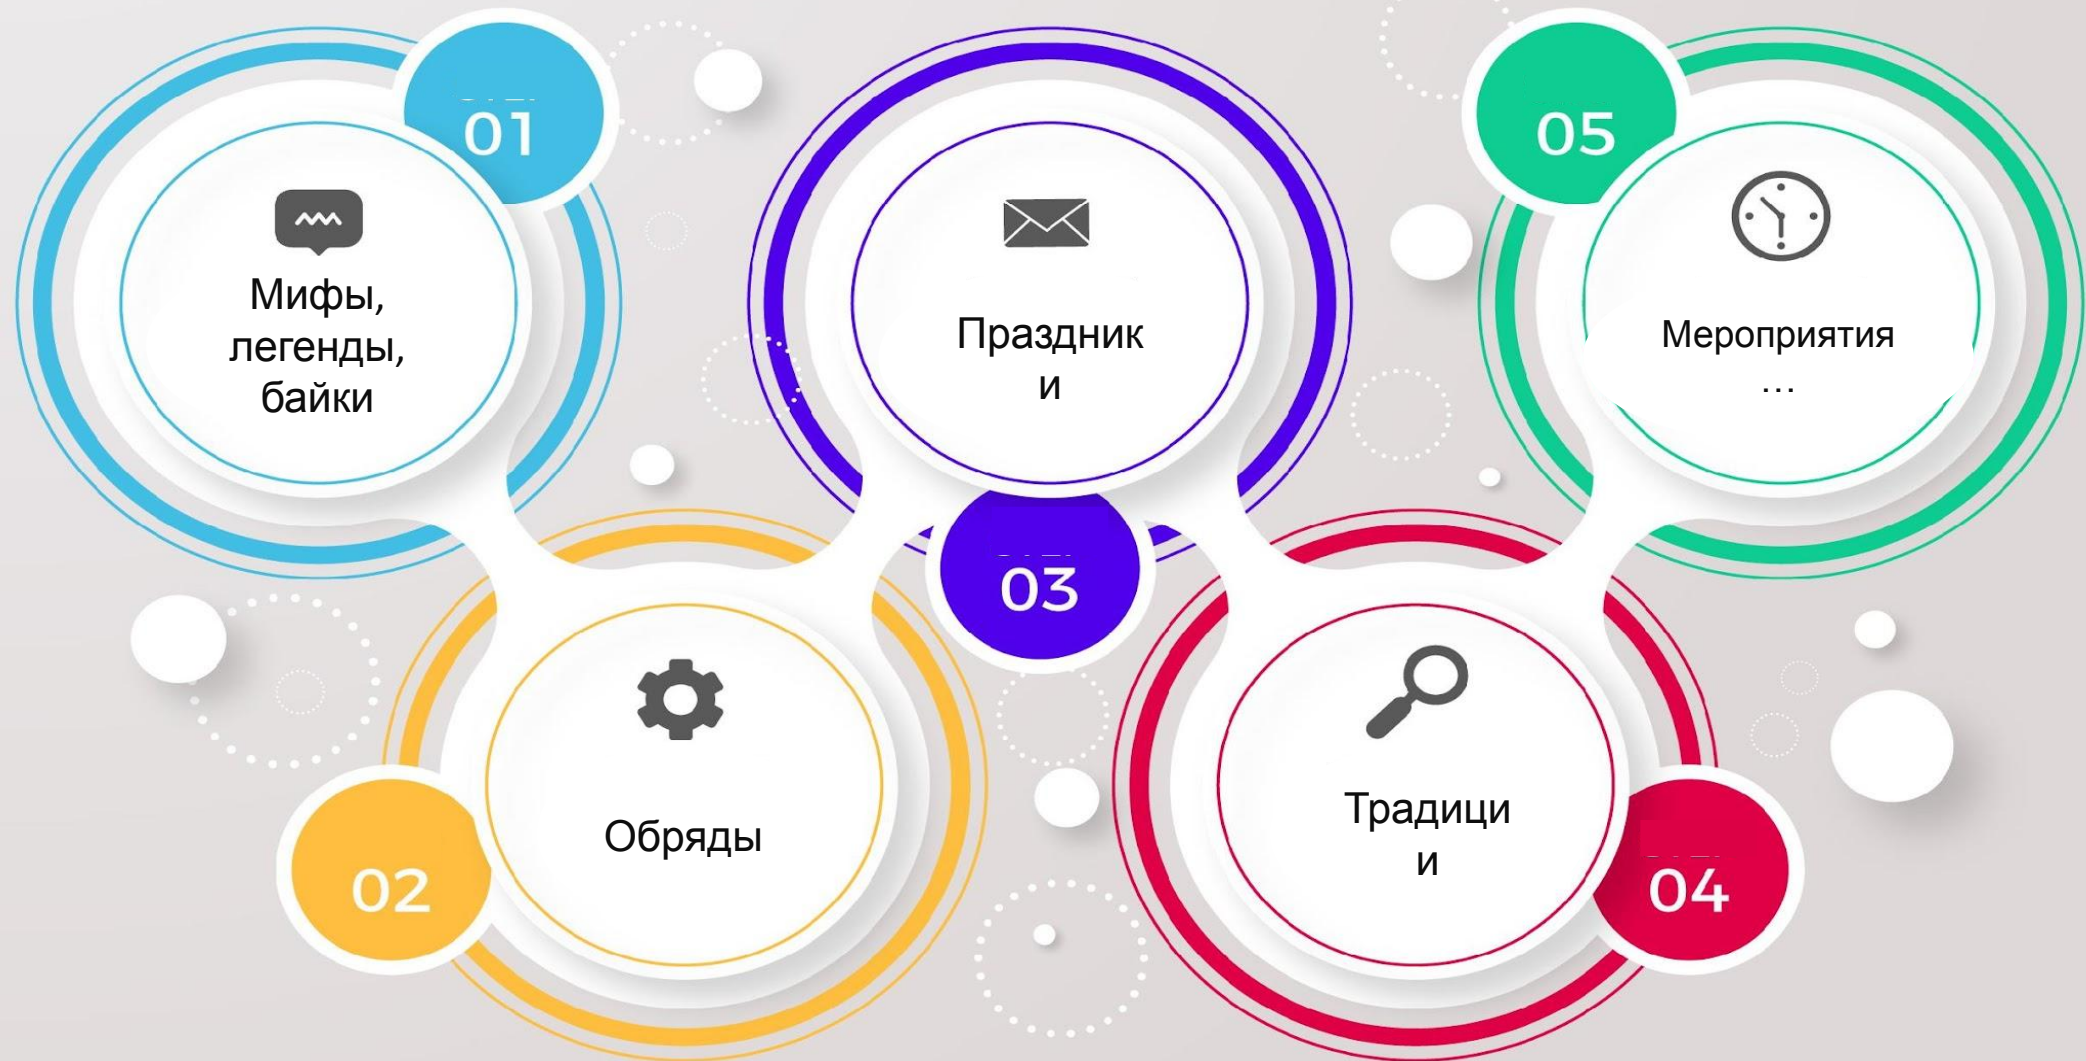 01
Мифы,
легенды,
байки
02
Обряды
03
Праздник
и
04
Традици
и
05
Мероприятия
…